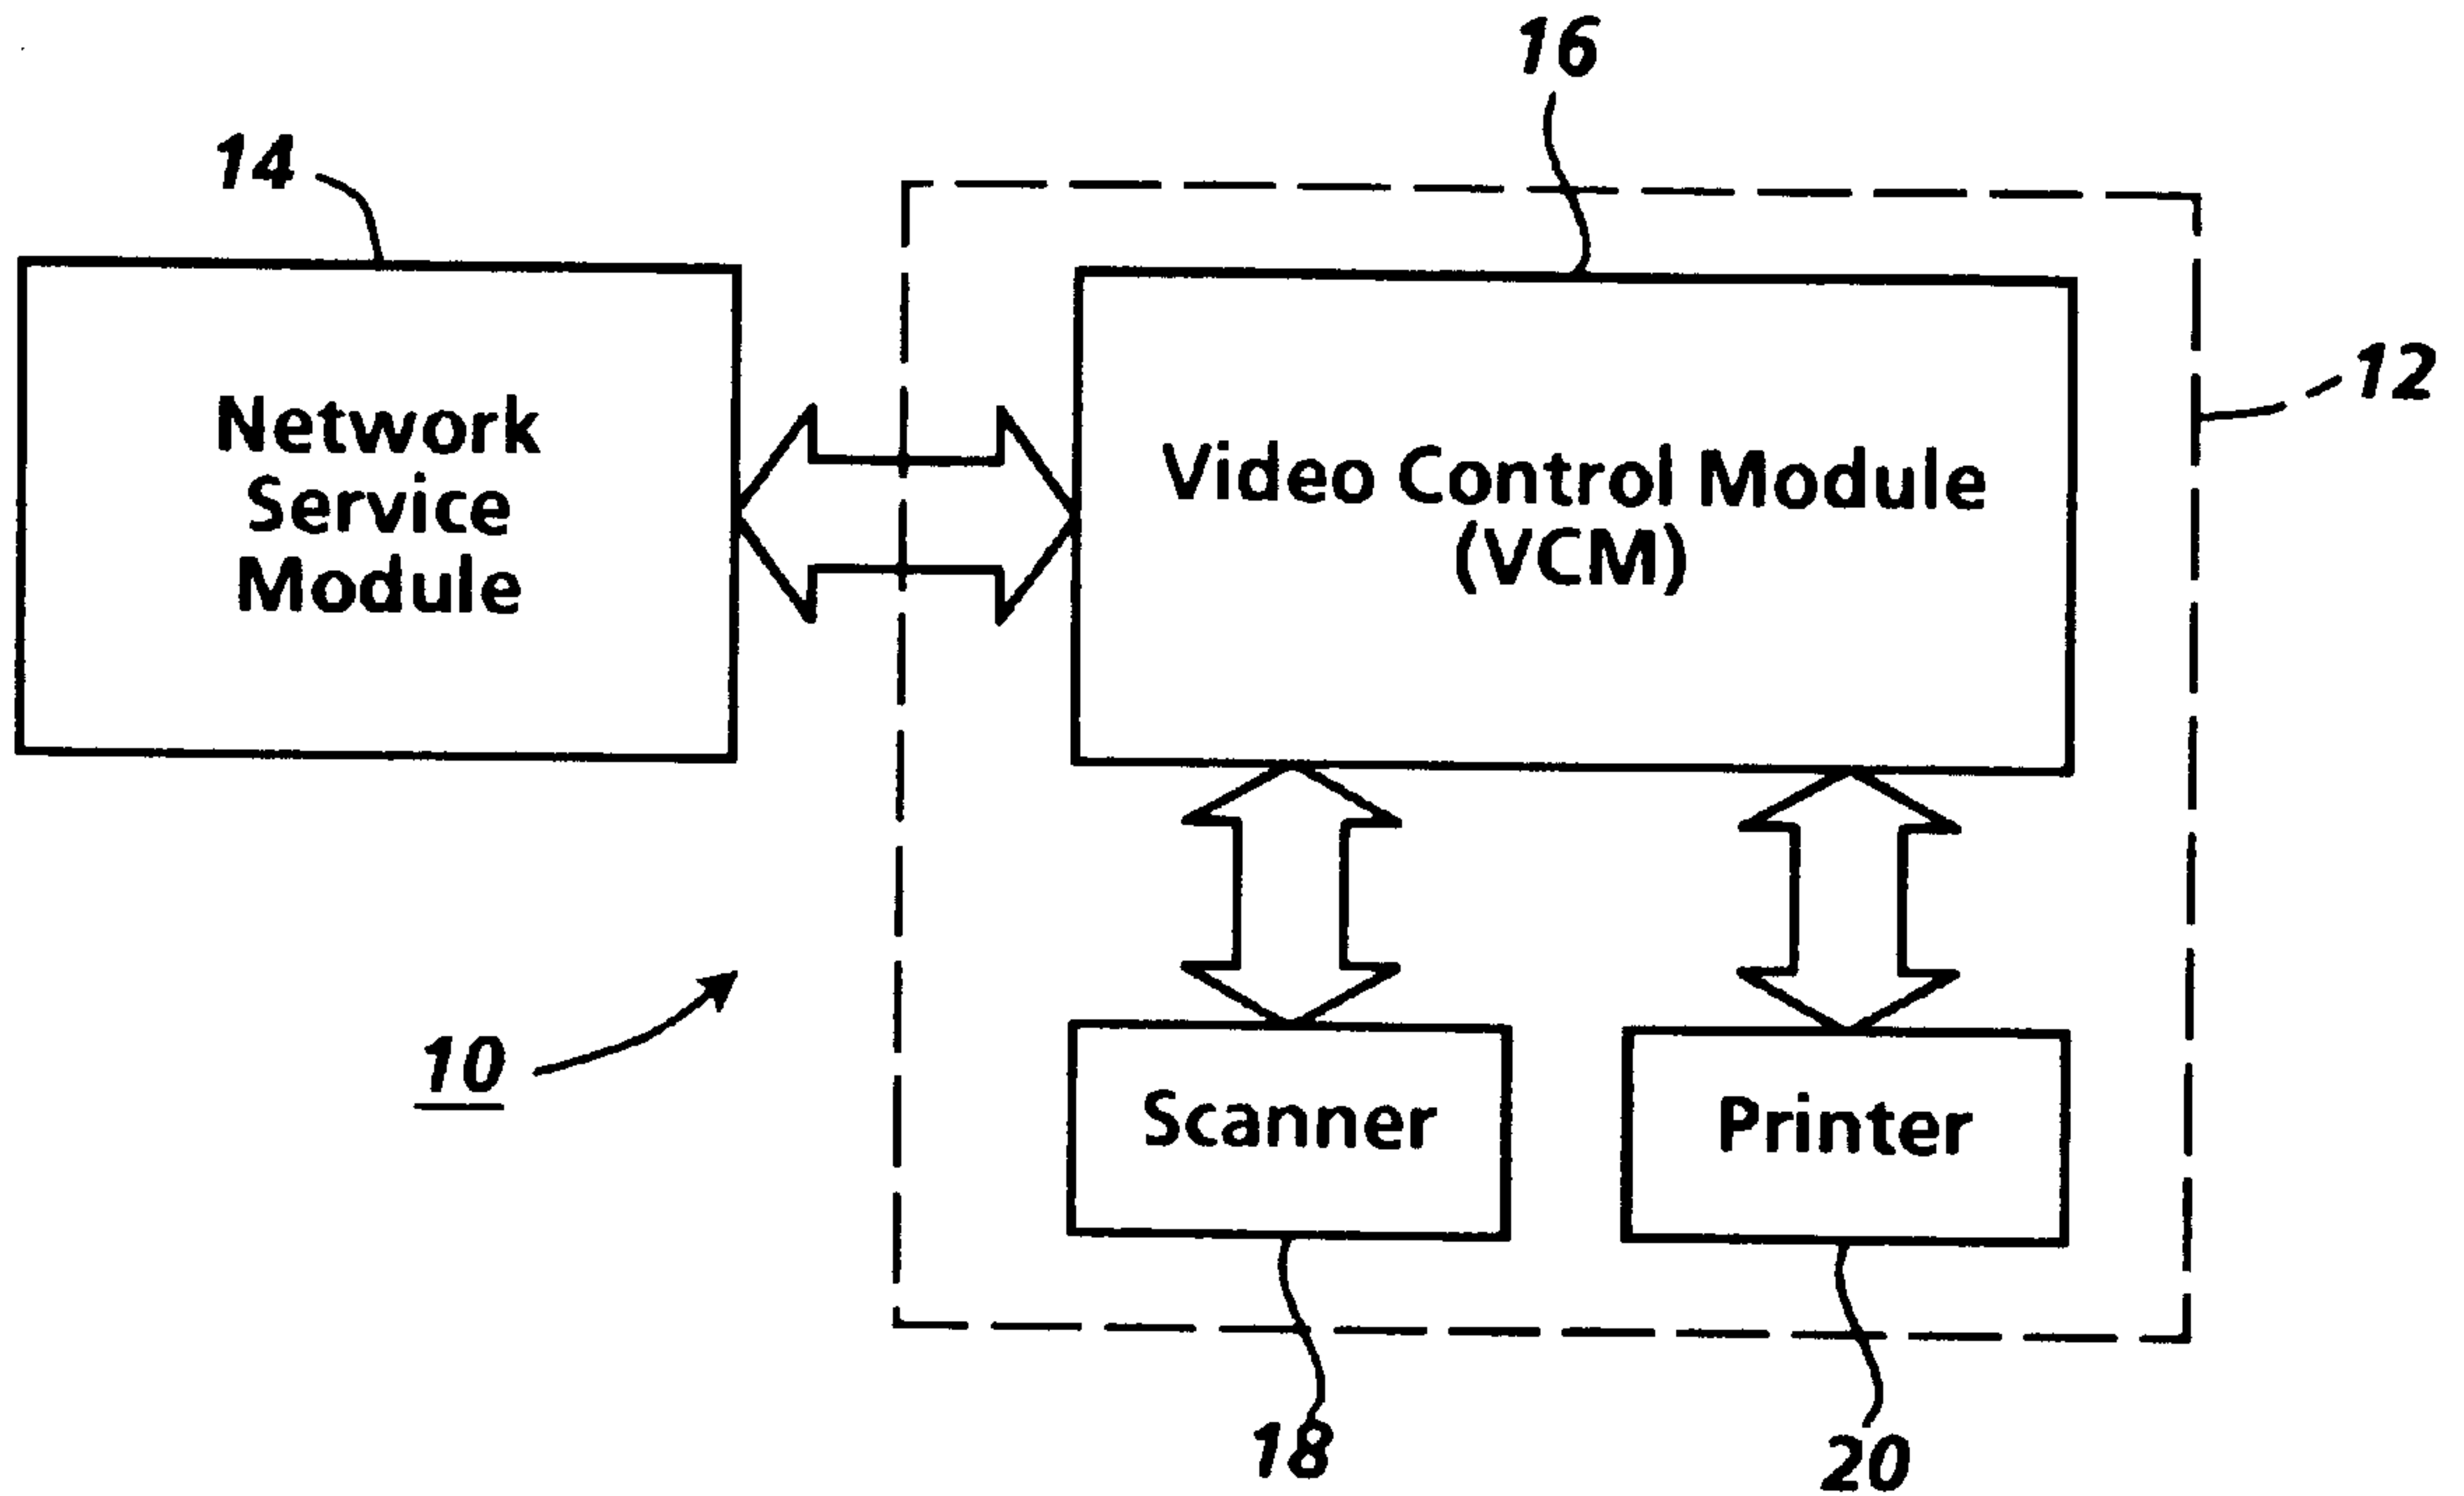 16
14
12
Network
Service
Module
Video Control Module
(VCM)
10
Scanner
Printer
18
20